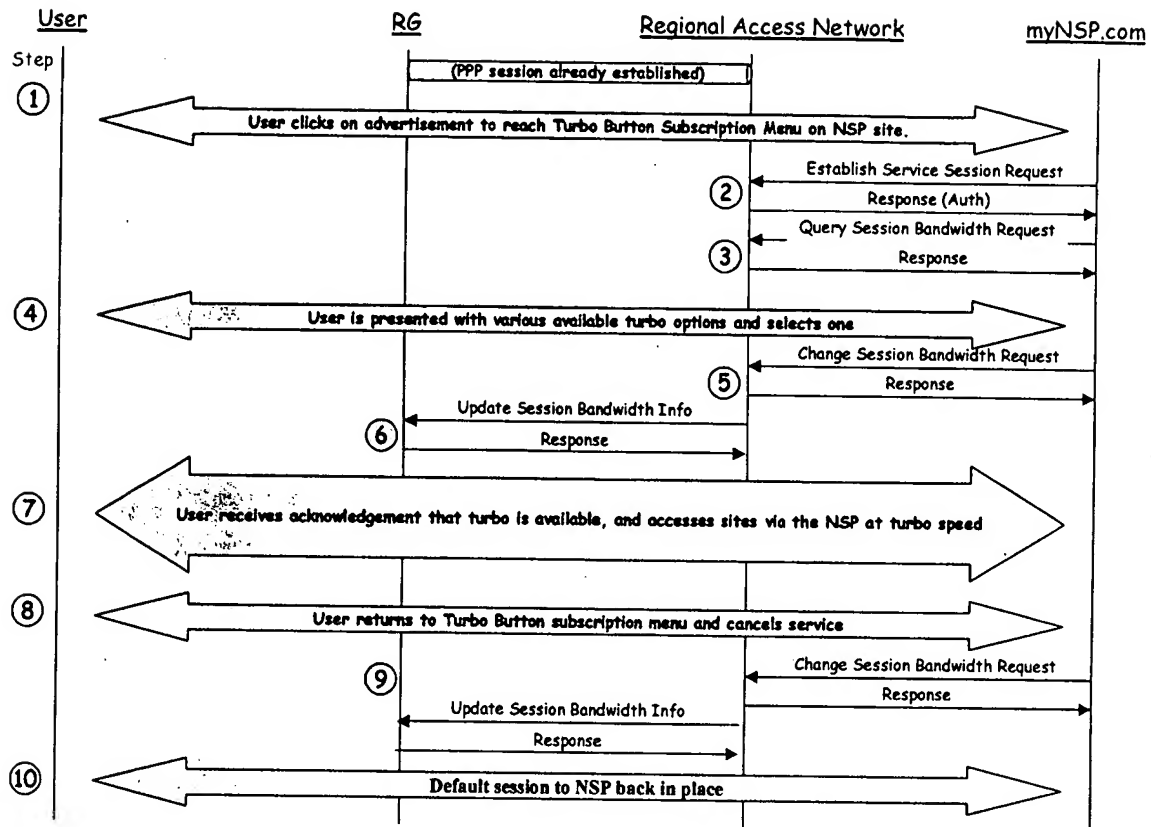 User
RG
Regional Access Network
myNSP.com
Step
(PPP session already established)
1
User clicks on advertisement to reach Turbo Button Subscription Menu on NSP site.
Establish Service Session Request
2
Response (Auth)
Query Session Bandwidth Request
3
Response
4
User is presented with various available turbo options and selects one
Change Session Bandwidth Request
5
Response
Update Session Bandwidth Info
6
Response
7
User receives acknowledgement that turbo is available, and accesses sites via the NSP at turbo speed
8
User returns to Turbo Button subscription menu and cancels service
Change Session Bandwidth Request
9
Response
Update Session Bandwidth Info
Response
10
Default session to NSP back in place